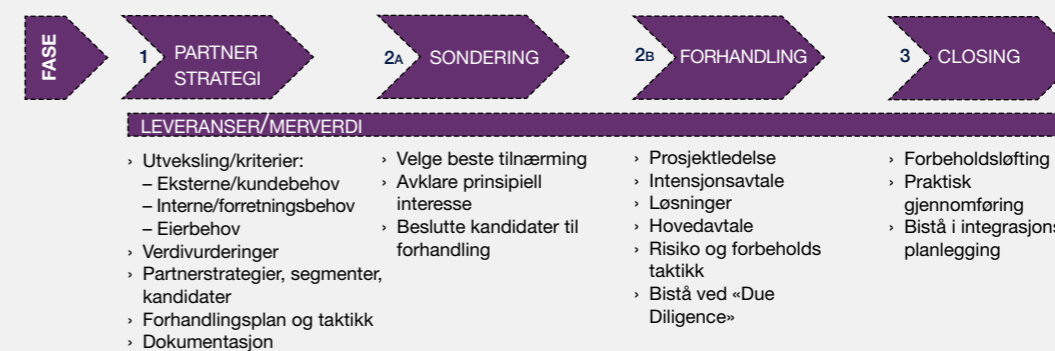 FASE
1 PARTNER
STRATEGI
2A SONDERING
2B FORHANDLING
3 CLOSING
LEVERANSER/MERVERDI
› Utveksling/kriterier:
– Eksterne/kundebehov
– Interne/forretningsbehov
– Eierbehov
› Verdivurderinger
› Partnerstrategier, segmenter,
kandidater
› Forhandlingsplan og taktikk
› Dokumentasjon
› Velge beste tilnærming
› Avklare prinsipiell
interesse
› Beslutte kandidater til
forhandling
› Prosjektledelse
› Intensjonsavtale
› Løsninger
› Hovedavtale
› Risiko og forbeholds
taktikk
› Bistå ved «Due
Diligence»
› Forbeholdsløfting
› Praktisk
gjennomføring
› Bistå i integrasjons
planlegging